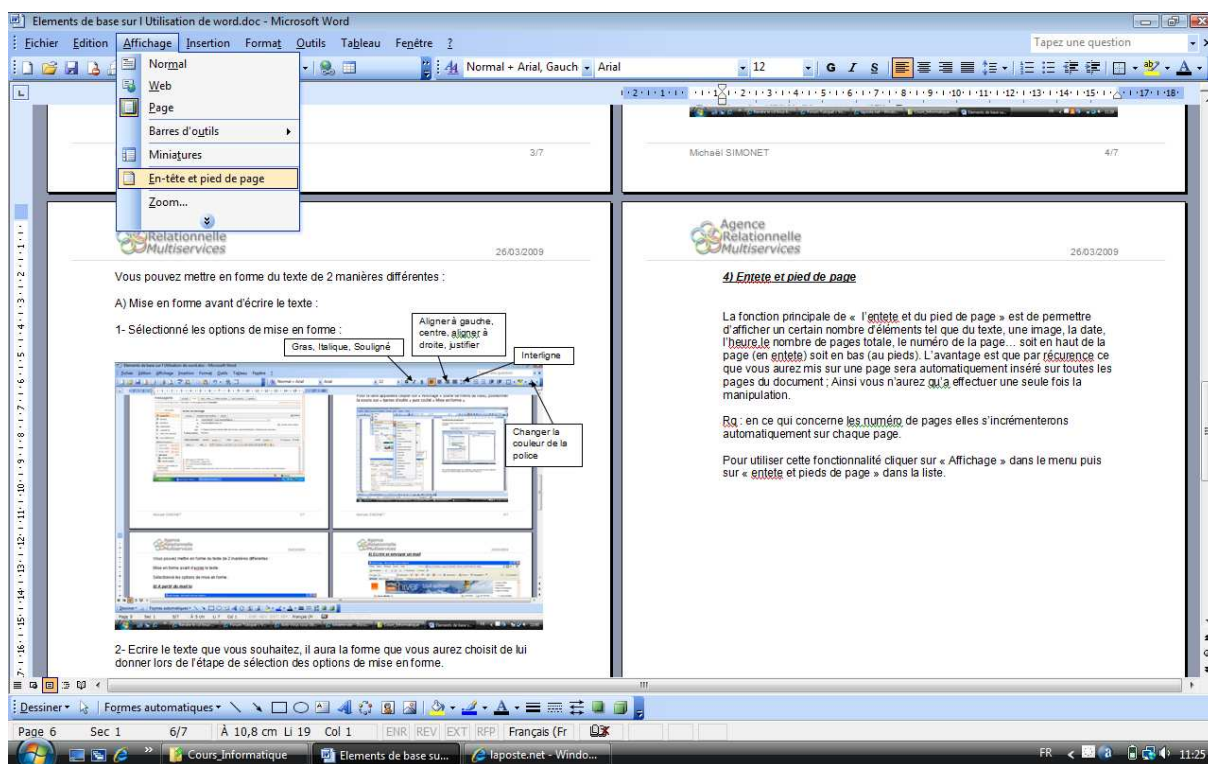 Elements de base sur l Utilisation de word.doc - Microsoft Word
Eichier Edition Affichage Insertion Format Outils Tableau Fenêtre ?
Tapez une question
Normal + Arial, Gauch Arial 12 G I S
Normal
Web
Page
Barres d'outils
Miniatures
En-tête et pied de page
Zoom...
3/7
Michaël SIMONET 4/7
Relationnelle
Multiservices
26/03/2009
Vous pouvez mettre en forme du texte de 2 manières différentes :
A) Mise en forme avant d'écrire le texte :
1- Sélectionné les options de mise en forme :
Aligner à gauche,
centre, aligner à
droite, justifier
Gras, Italique, Souligné
Interligne
Changer la
couleur de la
police
2- Ecrire le texte que vous souhaitez, il aura la forme que vous aurez choisit de lui
donner lors de l'étape de sélection des options de mise en forme.
Agence
Relationnelle
Multiservices
26/03/2009
4) Entete et pied de page
La fonction principale de « l'entete et du pied de page » est de permettre
d'afficher un certain nombre d'éléments tel que du texte, une image, la date,
l'heure,le nombre de pages totale, le numéro de la page... soit en haut de la
page (en entete) soit en bas (au pieds). L'avantage est que par récurence ce
que vous aurez mis sur une page sera automatiquement inséré sur toutes les
pages du document ; Ainsi vous n'aurez qu'a effectuer une seule fois la
manipulation.
Rq : en ce qui concerne les numéro de pages elles s'incrémenterons
automatiquement sur chaque page.
Pour utiliser cette fonctionnalité cliquer sur « Affichage » dans le menu puis
sur « entete et pieds de page » dans la liste.
Dessiner Formes automatiques
Page 6 Sec 1 6/7 À 10,8 cm Li 19 Col 1 ENR REV EXT RFP Français (Fr
Cours_Informatique Elements de base su... laposte.net - Windo... FR 11:25